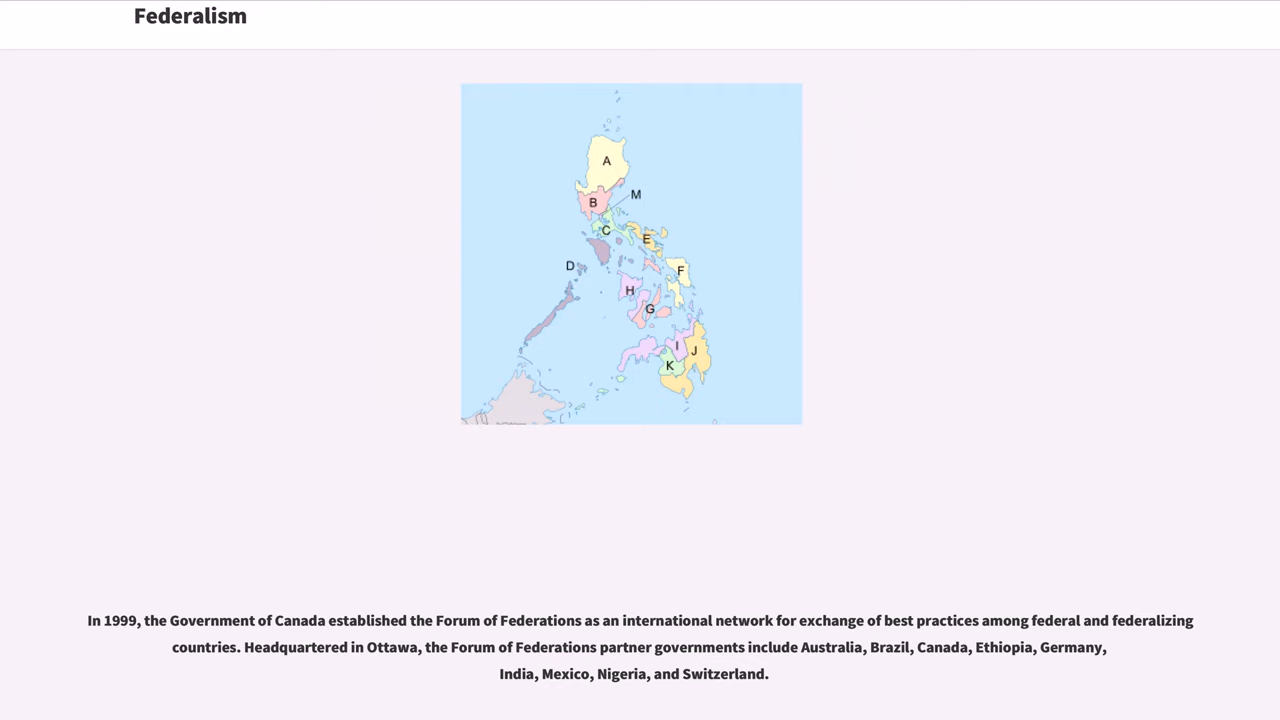 Federalism
A
M
B
C
E
D
F
H
G
I
J
K
In 1999, the Government of Canada established the Forum of Federations as an international network for exchange of best practices among federal and federalizing
countries. Headquartered in Ottawa, the Forum of Federations partner governments include Australia, Brazil, Canada, Ethiopia, Germany,
India, Mexico, Nigeria, and Switzerland.